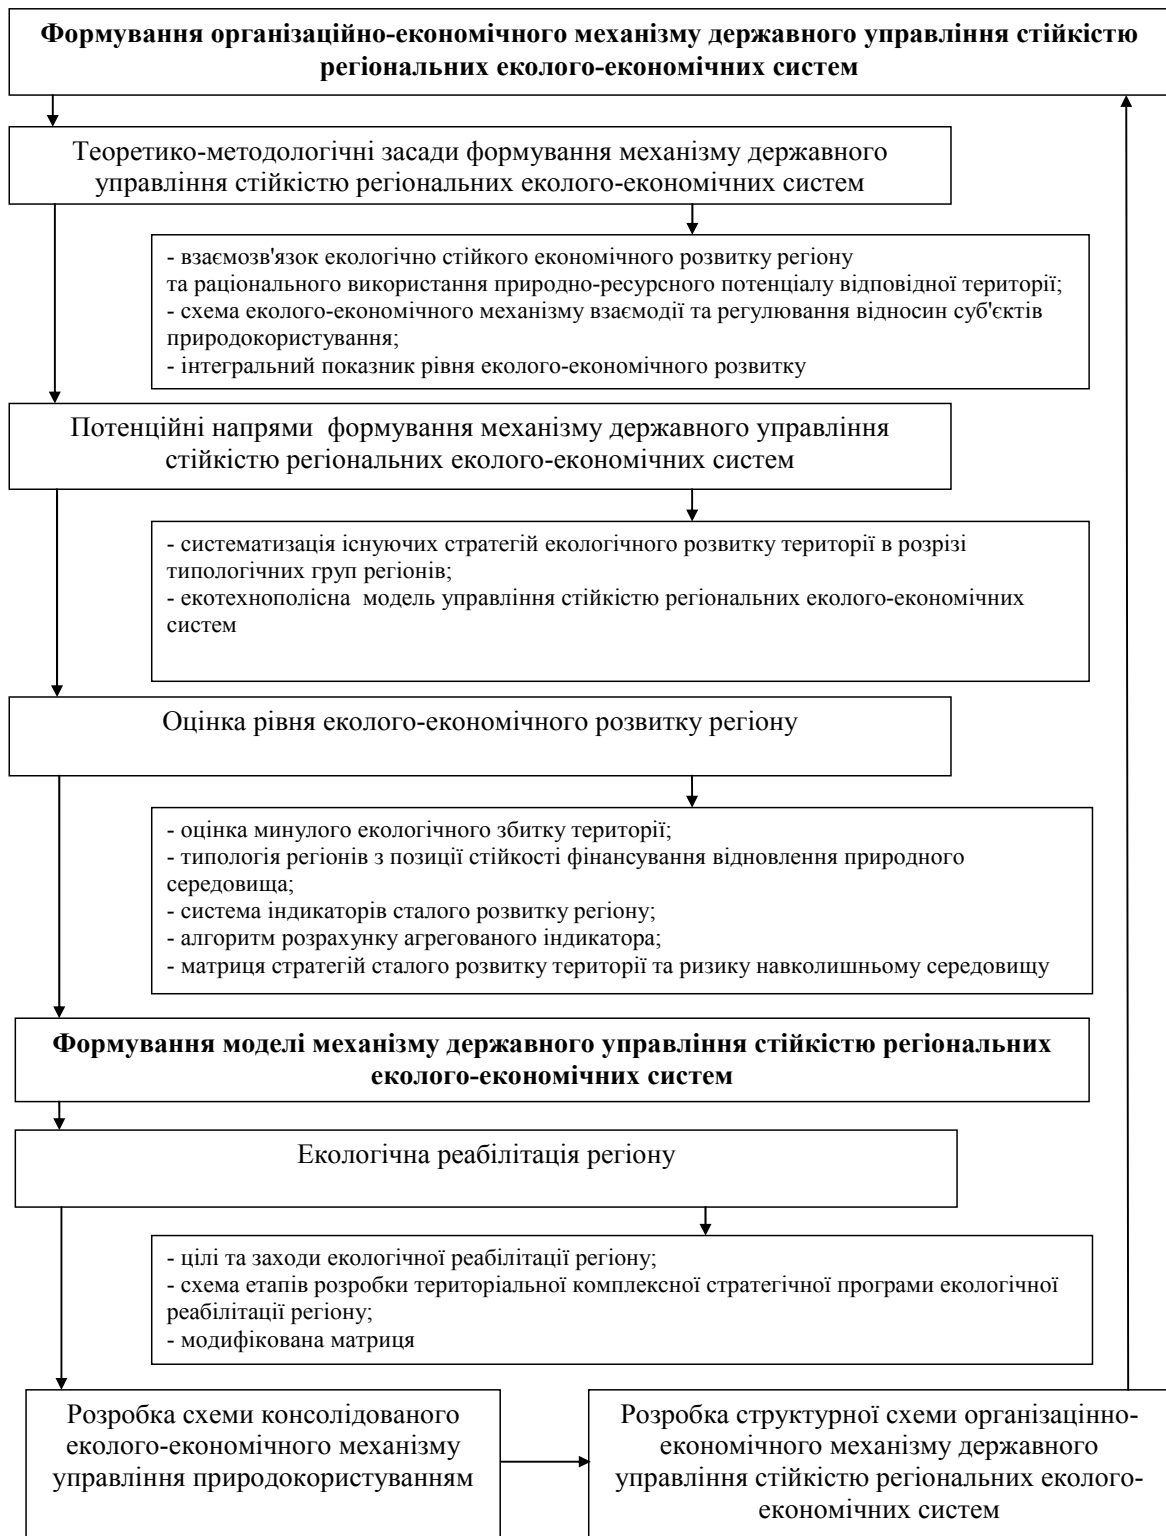 Формування організаційно-економічного механізму державного управління стійкістю
регіональних еколого-економічних систем
Теоретико-методологічні засади формування механізму державного
управління стійкістю регіональних еколого-економічних систем
- взаємозв'язок екологічно стійкого економічного розвитку регіону
та раціонального використання природно-ресурсного потенціалу відповідної території;
- схема еколого-економічного механізму взаємодії та регулювання відносин суб'єктів
природокористування;
- інтегральний показник рівня еколого-економічного розвитку
Потенційні напрями формування механізму державного управління
стійкістю регіональних еколого-економічних систем
- систематизація існуючих стратегій екологічного розвитку території в розрізі
типологічних груп регіонів;
- екотехнополісна модель управління стійкістю регіональних еколого-економічних
систем
Оцінка рівня еколого-економічного розвитку регіону
- оцінка минулого екологічного збитку території;
- типологія регіонів з позиції стійкості фінансування відновлення природного
середовища;
- система індикаторів сталого розвитку регіону;
- алгоритм розрахунку агрегованого індикатора;
- матриця стратегій сталого розвитку території та ризику навколишньому середовищу
Формування моделі механізму державного управління стійкістю регіональних
еколого-економічних систем
Екологічна реабілітація регіону
- цілі та заходи екологічної реабілітації регіону;
- схема етапів розробки територіальної комплексної стратегічної програми екологічної
реабілітації регіону;
- модифікована матриця
Розробка схеми консолідованого
еколого-економічного механізму
управління природокористуванням
Розробка структурної схеми організаціно-
економічного механізму державного
управління стійкістю регіональних еколого-
економічних систем